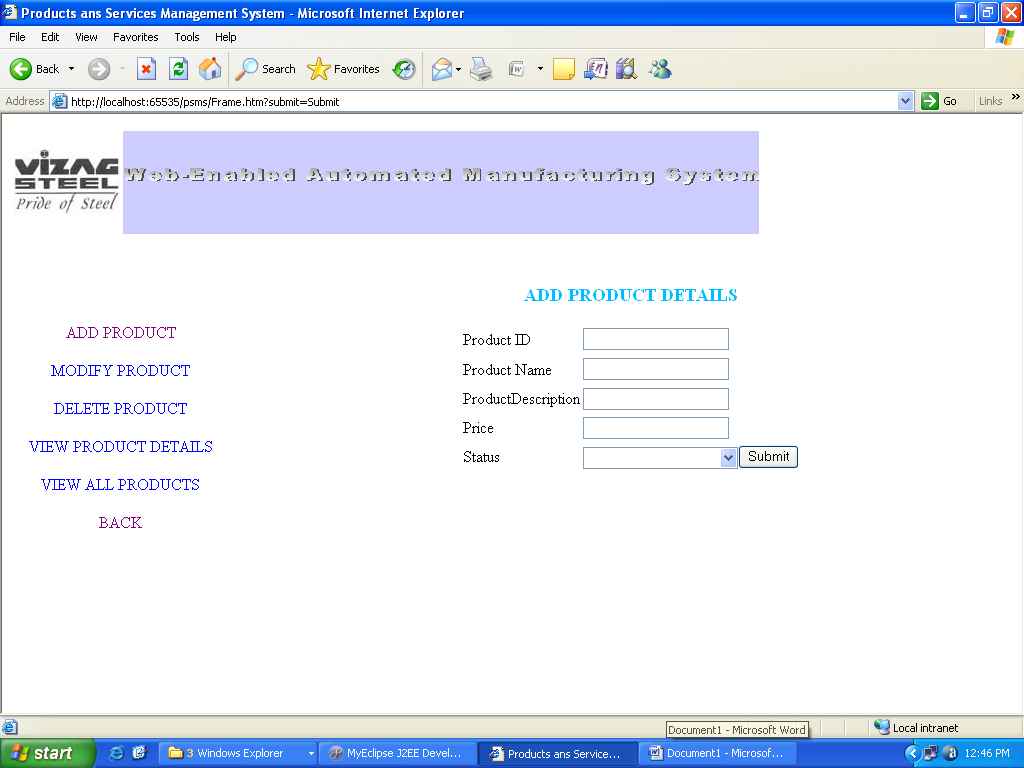 Products ans Services Management System - Microsoft Internet Explorer
File Edit View Favorites Tools Help
Back Search Favorites
Address http://localhost:65535/psms/Frame.htm?submit=Submit Go Links »
VIZAG
STEEL
Pride of Steel
Web-Enabled Automated Manufacturing System
ADD PRODUCT
MODIFY PRODUCT
DELETE PRODUCT
VIEW PRODUCT DETAILS
VIEW ALL PRODUCTS
BACK
ADD PRODUCT DETAILS
Product ID
Product Name
ProductDescription
Price
Status Submit
Document1 - Microsoft Word
Local intranet
start 3 Windows Explorer MyEclipse J2EE Devel... Products ans Service... Document1 - Microsof... 12:46 PM